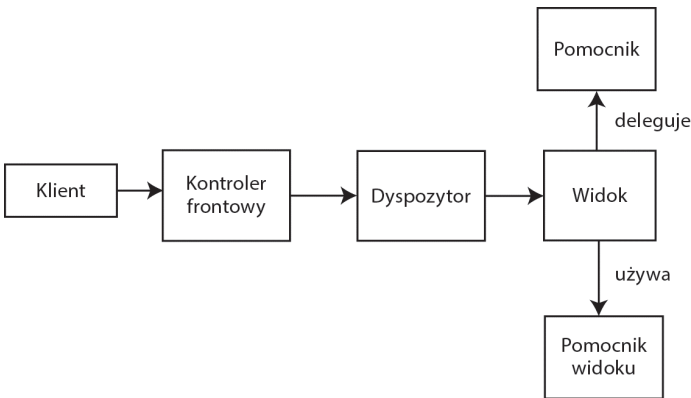 Pomocnik
deleguje
Klient
Kontroler
frontowy
Dyspozytor
Widok
używa
Pomocnik
widoku